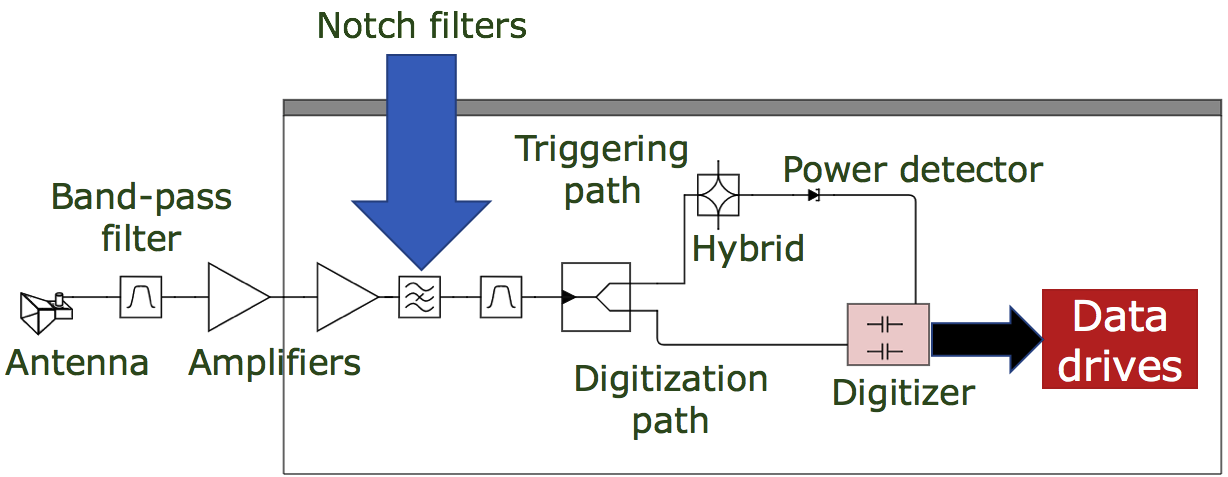 Notch filters
Triggering
path
Power detector
Band-pass
filter
Hybrid
Data
drives
Antenna
Amplifiers
Digitization
path
Digitizer